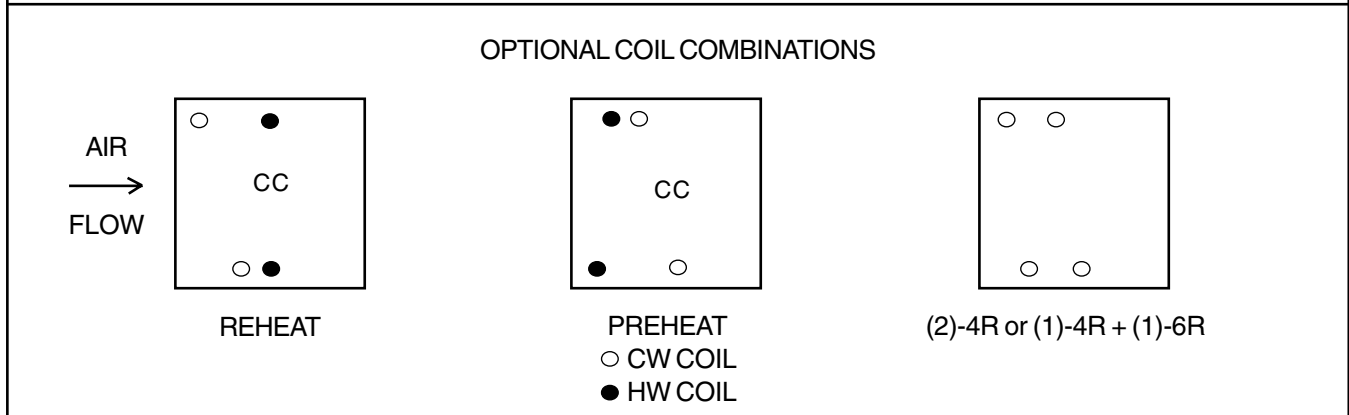 OPTIONAL COIL COMBINATIONS
AIR
FLOW
CC
REHEAT
CC
PREHEAT
CW COIL
HW COIL
(2)-4R or (1)-4R + (1)-6R